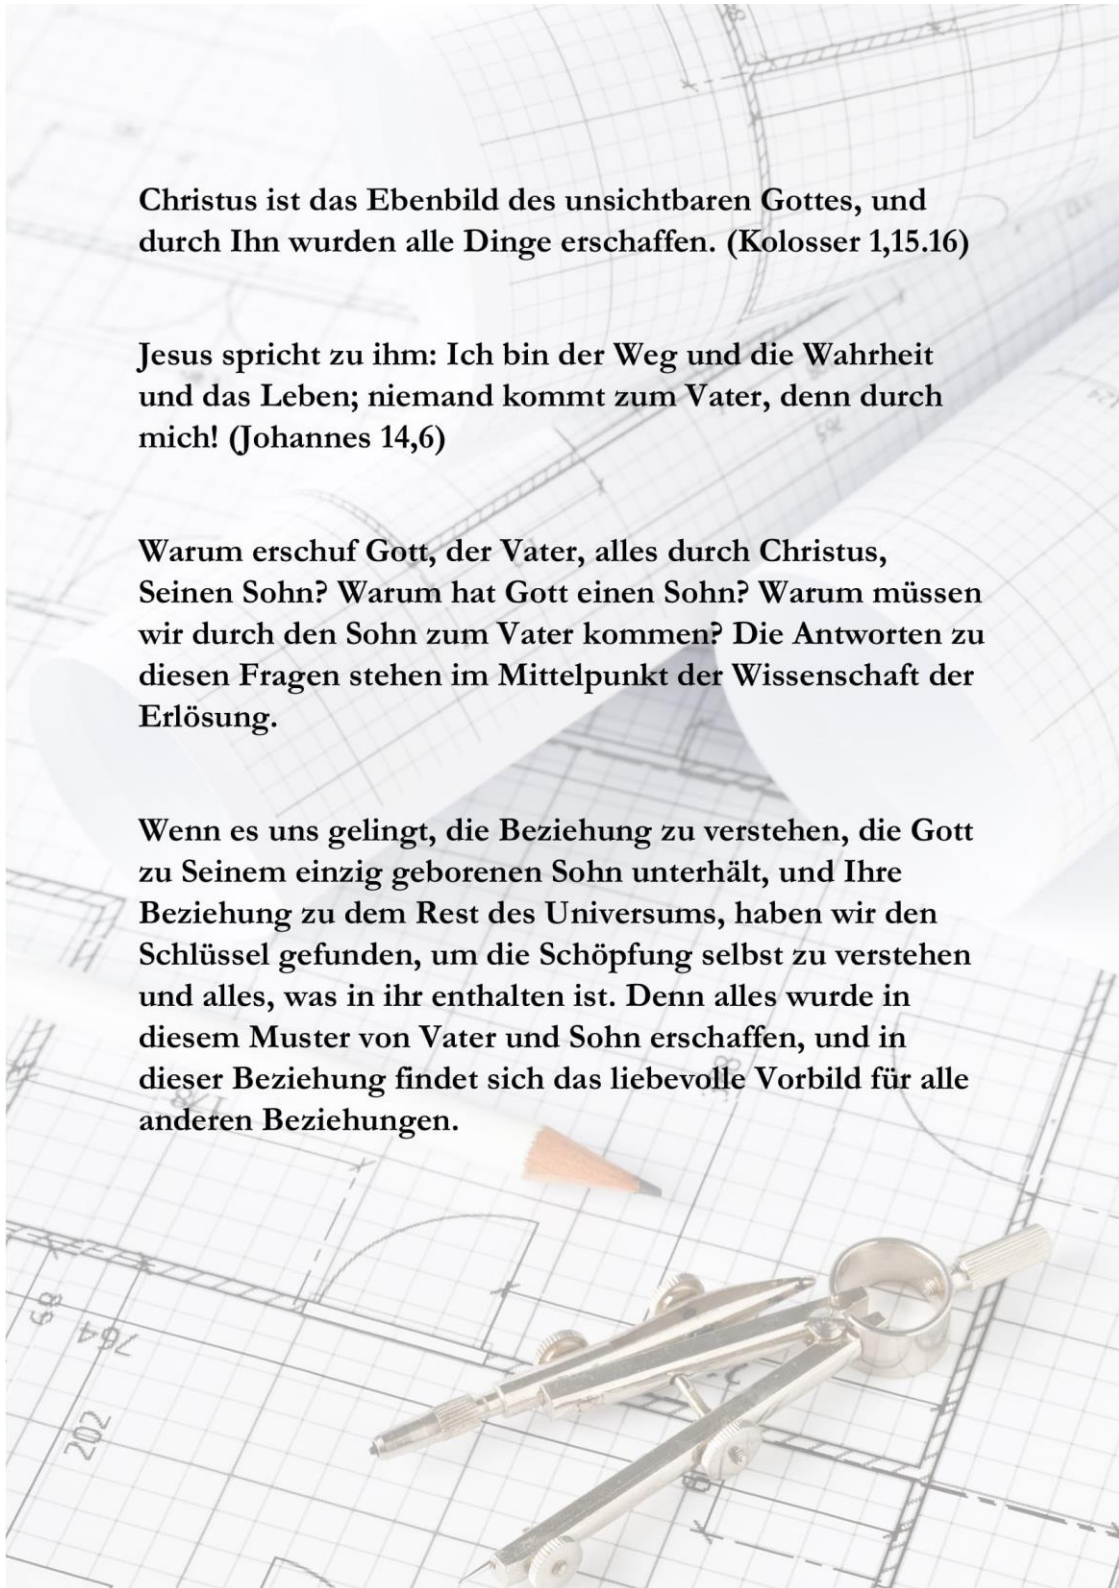 Christus ist das Ebenbild des unsichtbaren Gottes, und
durch Ihn wurden alle Dinge erschaffen. (Kolosser 1,15.16)
Jesus spricht zu ihm: Ich bin der Weg und die Wahrheit
und das Leben; niemand kommt zum Vater, denn durch
mich! (Johannes 14,6)
Warum erschuf Gott, der Vater, alles durch Christus,
Seinen Sohn? Warum hat Gott einen Sohn? Warum müssen
wir durch den Sohn zum Vater kommen? Die Antworten zu
diesen Fragen stehen im Mittelpunkt der Wissenschaft der
Erlösung.
Wenn es uns gelingt, die Beziehung zu verstehen, die Gott
zu Seinem einzig geborenen Sohn unterhält, und Ihre
Beziehung zu dem Rest des Universums, haben wir den
Schlüssel gefunden, um die Schöpfung selbst zu verstehen
und alles, was in ihr enthalten ist. Denn alles wurde in
diesem Muster von Vater und Sohn erschaffen, und in
dieser Beziehung findet sich das liebevolle Vorbild für alle
anderen Beziehungen.
178
89
764
202